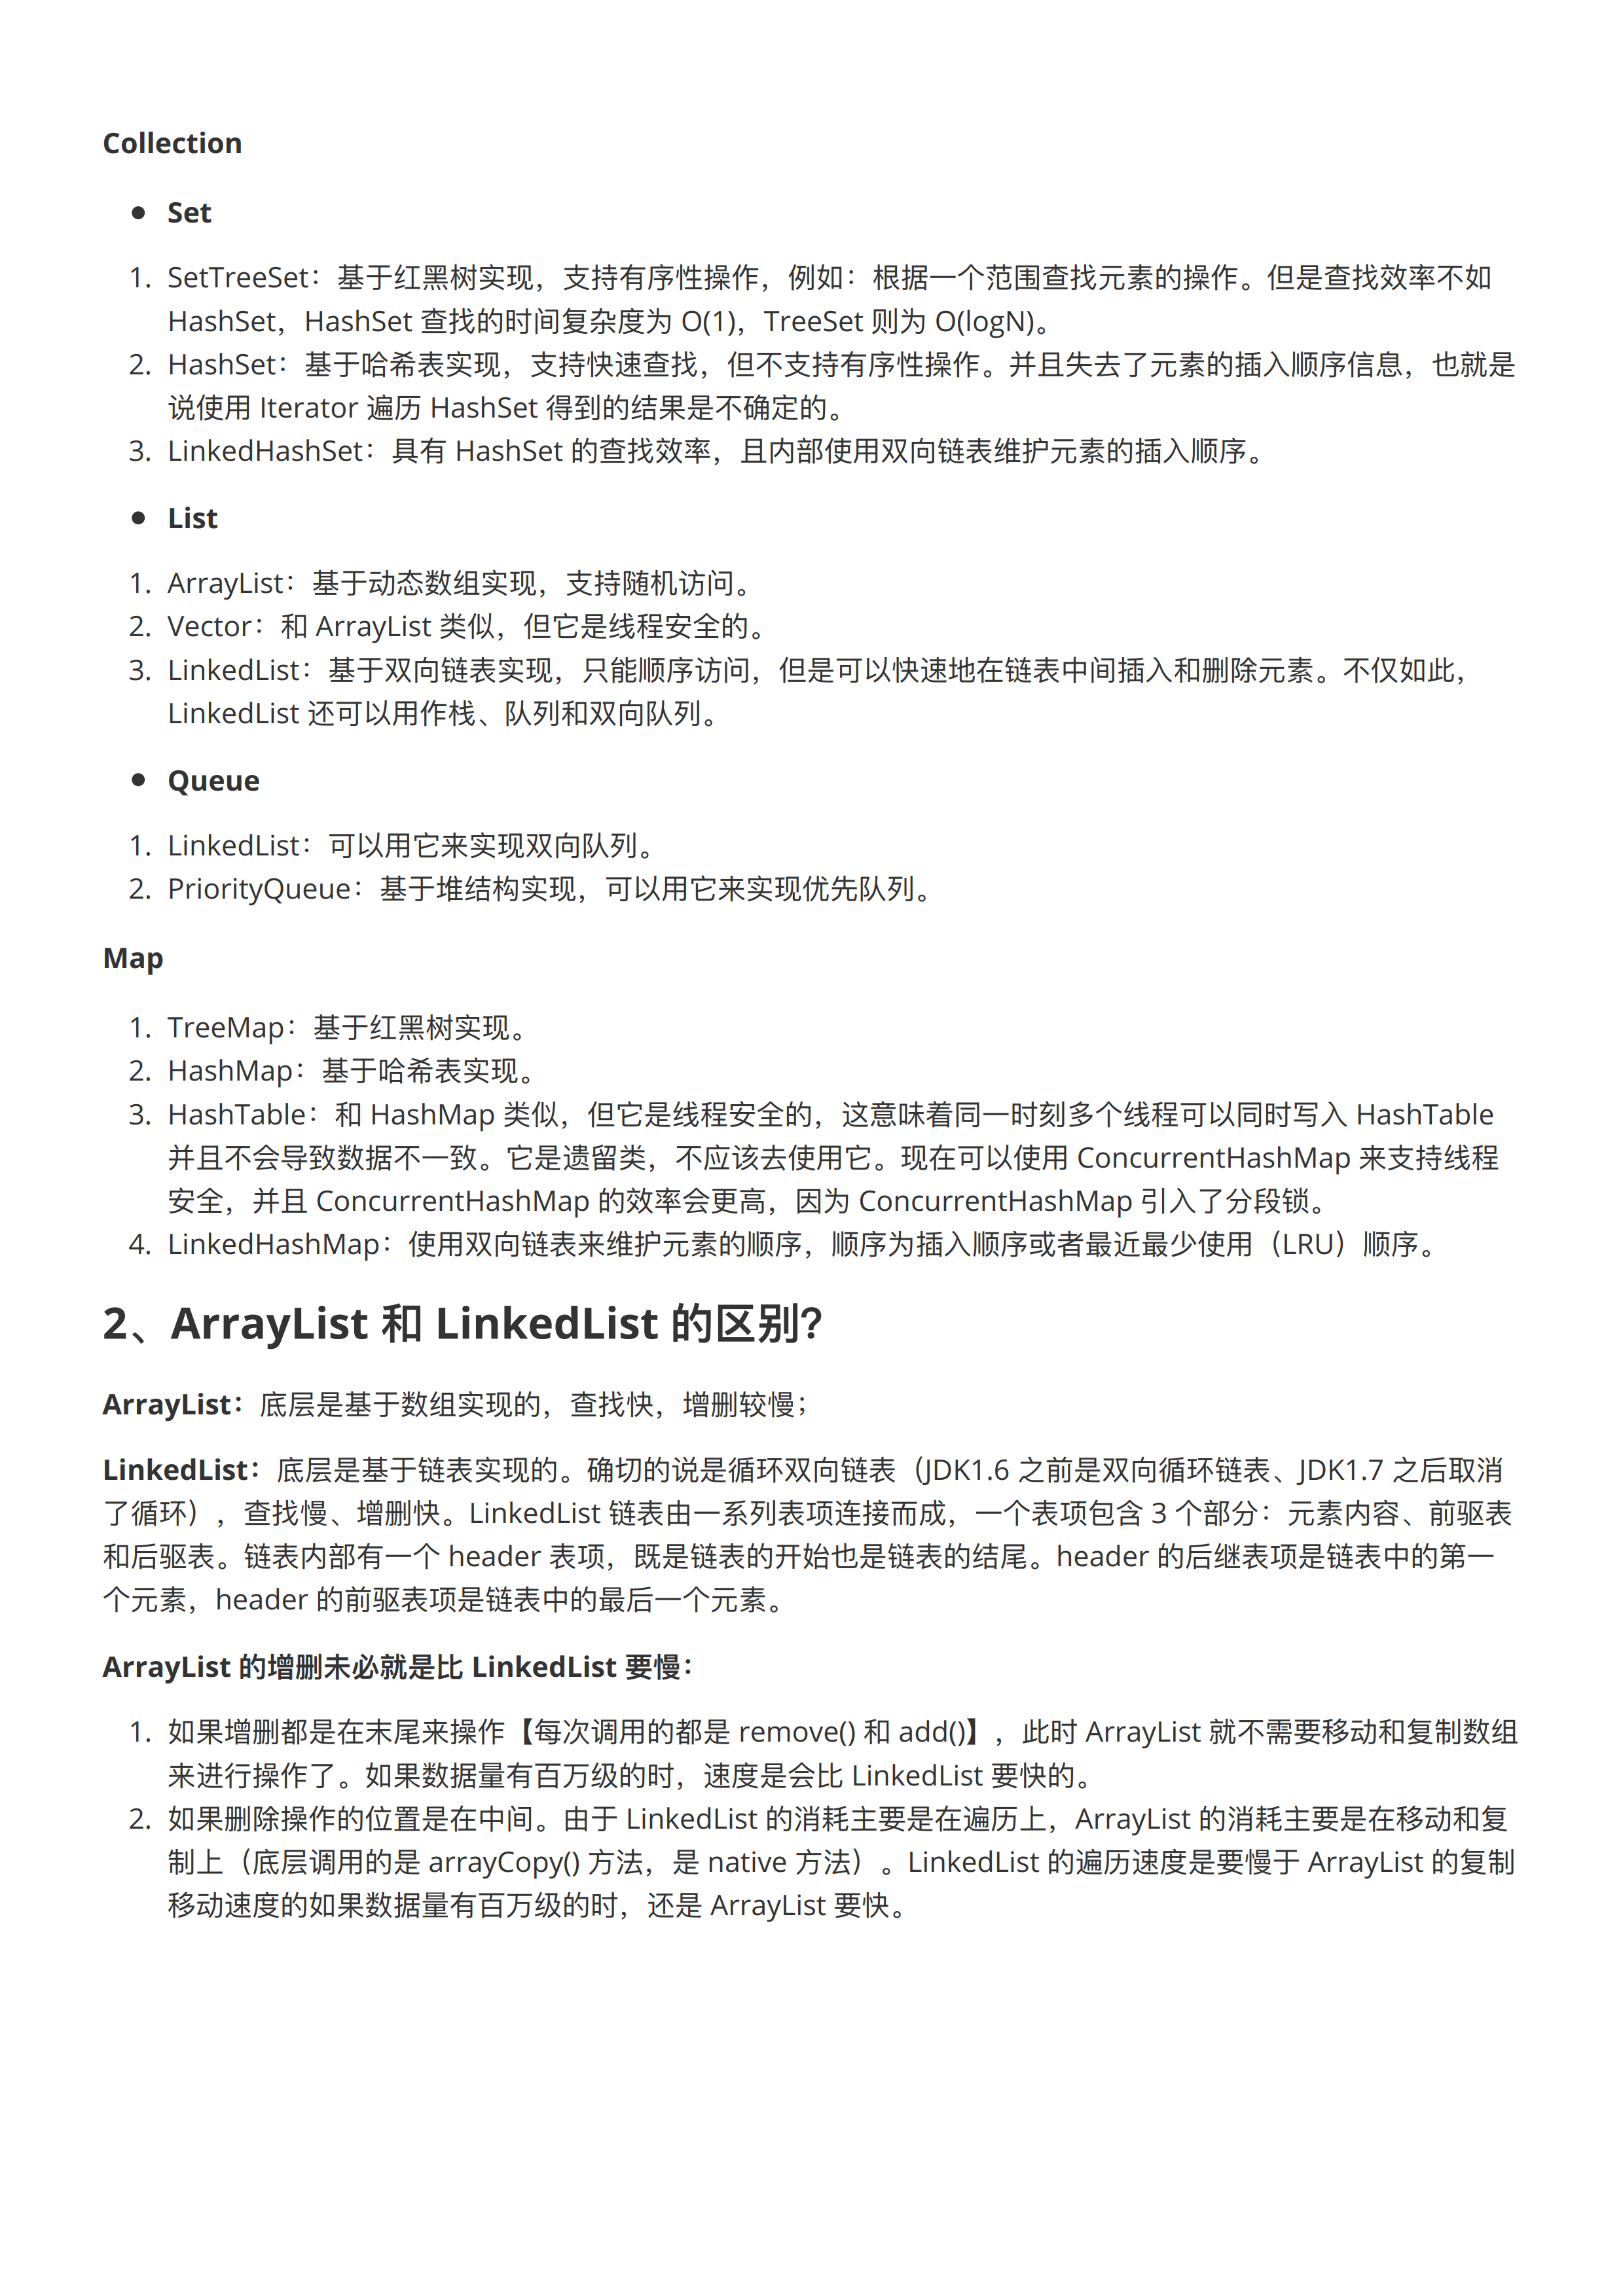 Collection
● Set
1. SetTreeSet：基于红黑树实现，支持有序性操作，例如：根据一个范围查找元素的操作。但是查找效率不如
HashSet，HashSet 查找的时间复杂度为 O(1)，TreeSet 则为 O(logN)。
2. HashSet：基于哈希表实现，支持快速查找，但不支持有序性操作。并且失去了元素的插入顺序信息，也就是
说使用 Iterator 遍历 HashSet 得到的结果是不确定的。
3. LinkedHashSet：具有 HashSet 的查找效率，且内部使用双向链表维护元素的插入顺序。
● List
1. ArrayList：基于动态数组实现，支持随机访问。
2. Vector：和 ArrayList 类似，但它是线程安全的。
3. LinkedList：基于双向链表实现，只能顺序访问，但是可以快速地在链表中间插入和删除元素。不仅如此，
LinkedList 还可以用作栈、队列和双向队列。
● Queue
1. LinkedList：可以用它来实现双向队列。
2. PriorityQueue：基于堆结构实现，可以用它来实现优先队列。
Map
1. TreeMap：基于红黑树实现。
2. HashMap：基于哈希表实现。
3. HashTable：和 HashMap 类似，但它是线程安全的，这意味着同一时刻多个线程可以同时写入 HashTable
并且不会导致数据不一致。它是遗留类，不应该去使用它。现在可以使用 ConcurrentHashMap 来支持线程
安全，并且 ConcurrentHashMap 的效率会更高，因为 ConcurrentHashMap 引入了分段锁。
4. LinkedHashMap：使用双向链表来维护元素的顺序，顺序为插入顺序或者最近最少使用（LRU）顺序。
2、ArrayList 和 LinkedList 的区别？
ArrayList：底层是基于数组实现的，查找快，增删较慢；
LinkedList：底层是基于链表实现的。确切的说是循环双向链表（JDK1.6 之前是双向循环链表、JDK1.7 之后取消
了循环），查找慢、增删快。LinkedList 链表由一系列表项连接而成，一个表项包含 3 个部分：元素内容、前驱表
和后驱表。链表内部有一个 header 表项，既是链表的开始也是链表的结尾。header 的后继表项是链表中的第一
个元素，header 的前驱表项是链表中的最后一个元素。
ArrayList 的增删未必就是比 LinkedList 要慢：
1. 如果增删都是在末尾来操作【每次调用的都是 remove() 和 add()】，此时 ArrayList 就不需要移动和复制数组
来进行操作了。如果数据量有百万级的时，速度是会比 LinkedList 要快的。
2. 如果删除操作的位置是在中间。由于 LinkedList 的消耗主要是在遍历上，ArrayList 的消耗主要是在移动和复
制上（底层调用的是 arrayCopy() 方法，是 native 方法）。LinkedList 的遍历速度是要慢于 ArrayList 的复制
移动速度的如果数据量有百万级的时，还是 ArrayList 要快。